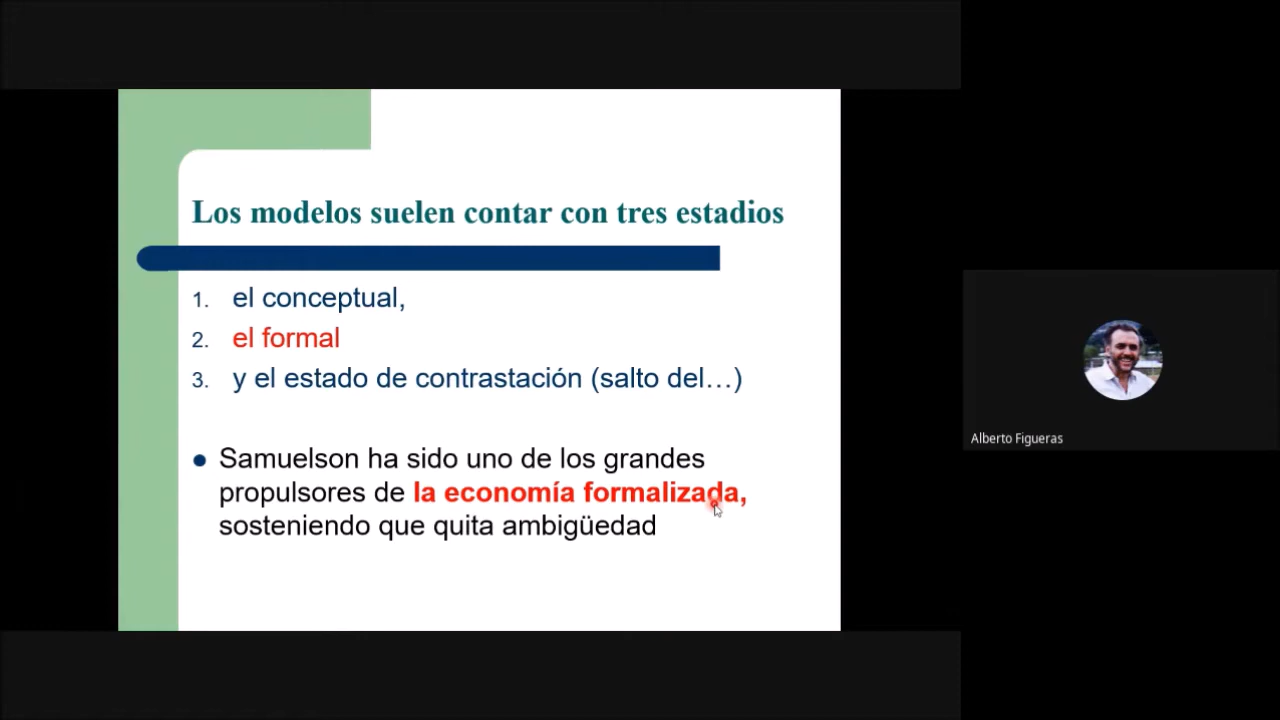 Los modelos suelen contar con tres estadios
1. el conceptual,
2. el formal
3. y el estado de contrastación (salto del…)
● Samuelson ha sido uno de los grandes
propulsores de la economía formalizada,
sosteniendo que quita ambigüedad
Alberto Figueras